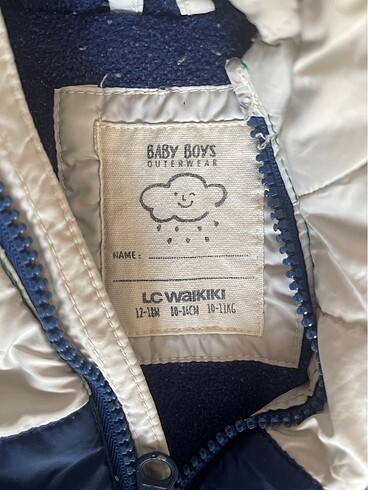 BABY BOYS
OUTERWEAR
NAME:
LC WAIKIKI
12-18M 80-86CM 10-11KG